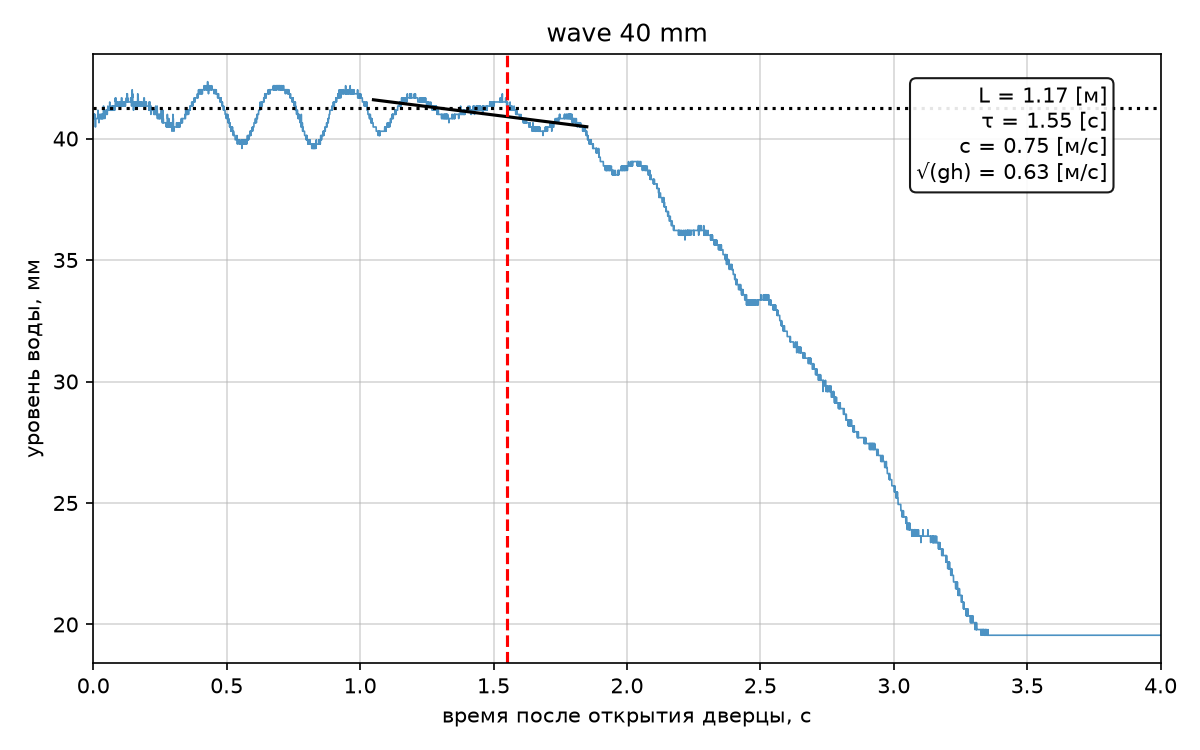 wave 40 mm
L = 1.17 [м]
τ = 1.55 [с]
c = 0.75 [м/с]
√(gh) = 0.63 [м/с]
уровень воды, мм
40
35
30
25
20
0.0 0.5 1.0 1.5 2.0 2.5 3.0 3.5 4.0
время после открытия дверцы, с